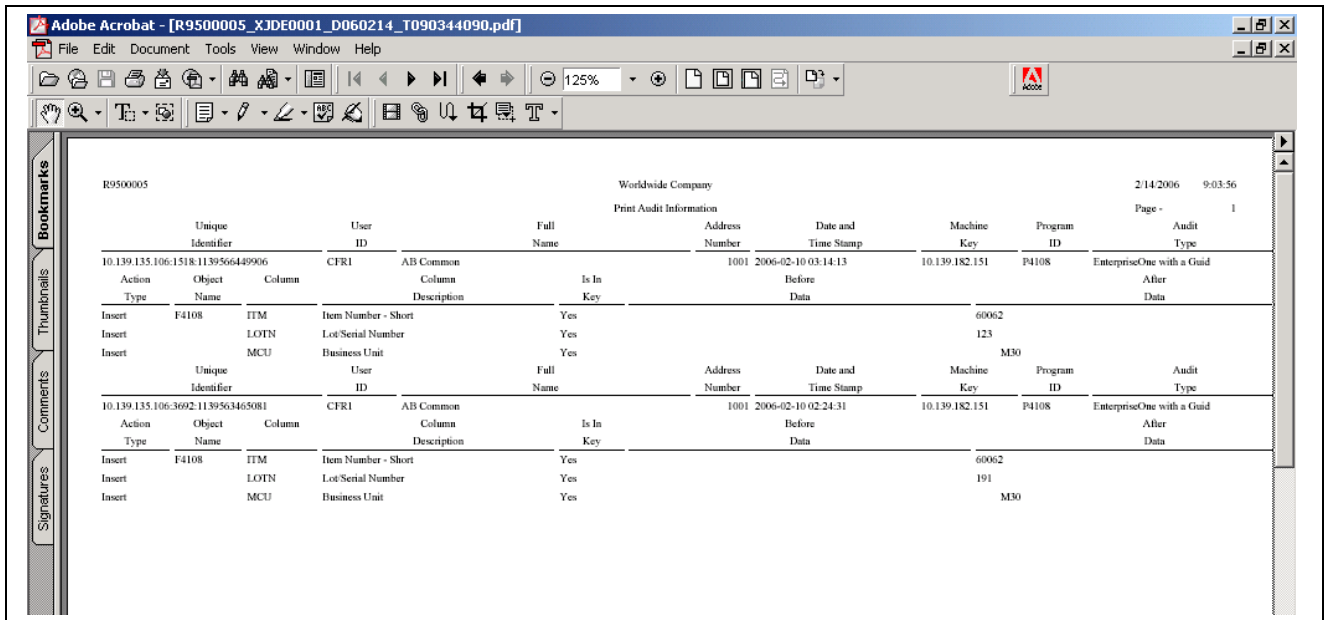 Adobe Acrobat - [R9500005_XJDE0001_D060214_T090344090.pdf]
File Edit Document Tools View Window Help
125%
Adobe
Bookmarks
Thumbnails
Comments
Signatures
R9500005 Worldwide Company 2/14/2006 9:03:56
Print Audit Information Page - 1
Unique User Full Address Date and Machine Program Audit
Identifier ID Name Number Time Stamp Key ID Type
10.139.135.106:1518:1139566449906 CFR1 AB Common 1001 2006-02-10 03:14:13 10.139.182.151 P4108 EnterpriseOne with a Guid
Action Object Column Column Is In Before After
Type Name Description Key Data Data
Insert F4108 ITM Item Number - Short Yes 60062
Insert LOTN Lot/Serial Number Yes 123
Insert MCU Business Unit Yes M30
Unique User Full Address Date and Machine Program Audit
Identifier ID Name Number Time Stamp Key ID Type
10.139.135.106:3692:1139563465081 CFR1 AB Common 1001 2006-02-10 02:24:31 10.139.182.151 P4108 EnterpriseOne with a Guid
Action Object Column Column Is In Before After
Type Name Description Key Data Data
Insert F4108 ITM Item Number - Short Yes 60062
Insert LOTN Lot/Serial Number Yes 191
Insert MCU Business Unit Yes M30